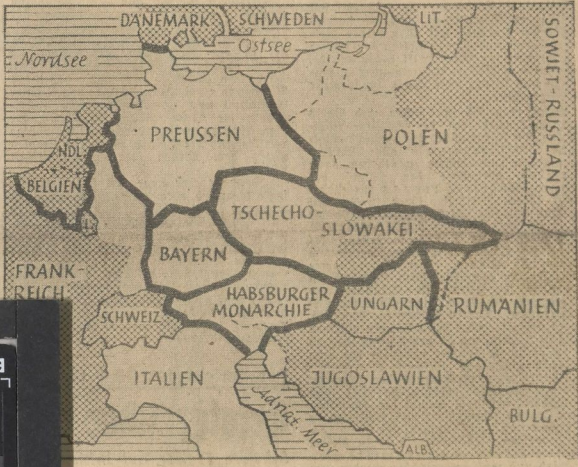 DÄNEMARK
SCHWEDEN
LIT.
Nordsee
Ostsee
SOWJET-RUSSLAND
PREUSSEN
POLEN
NDL.
BELGIEN
TSCHECHO-
SLOWAKEI
BAYERN
FRANK-
REICH
HABSBURGER
MONARCHIE
UNGARN
RUMÄNIEN
SCHWEIZ
ITALIEN
JUGOSLAWIEN
Adriat. Meer
BULG.
ALB.